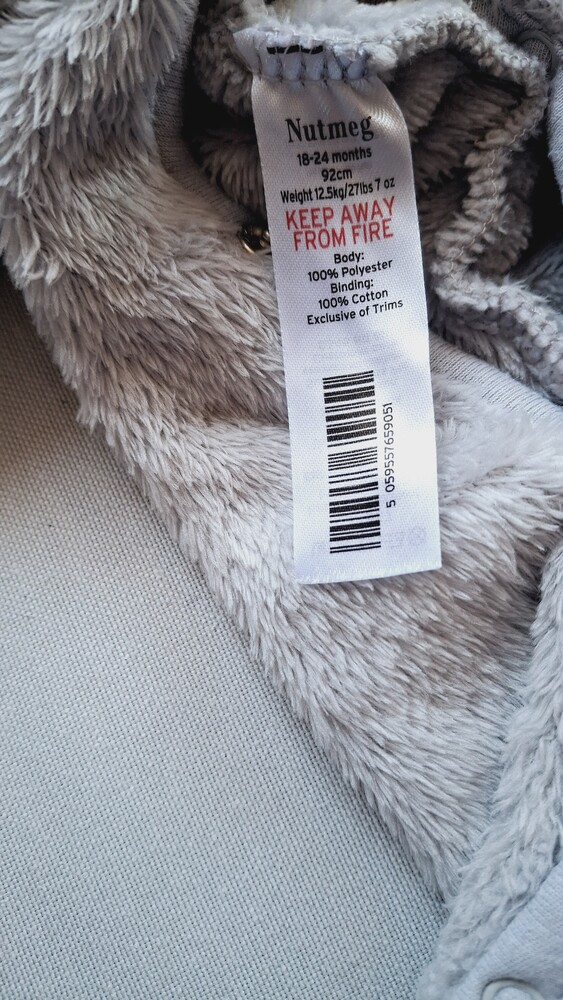 Nutmeg
18-24 months
92cm
Weight 12.5kg/27lbs 7 oz
KEEP AWAY
FROM FIRE
Body:
100% Polyester
Binding:
100% Cotton
Exclusive of Trims
5 059557659051